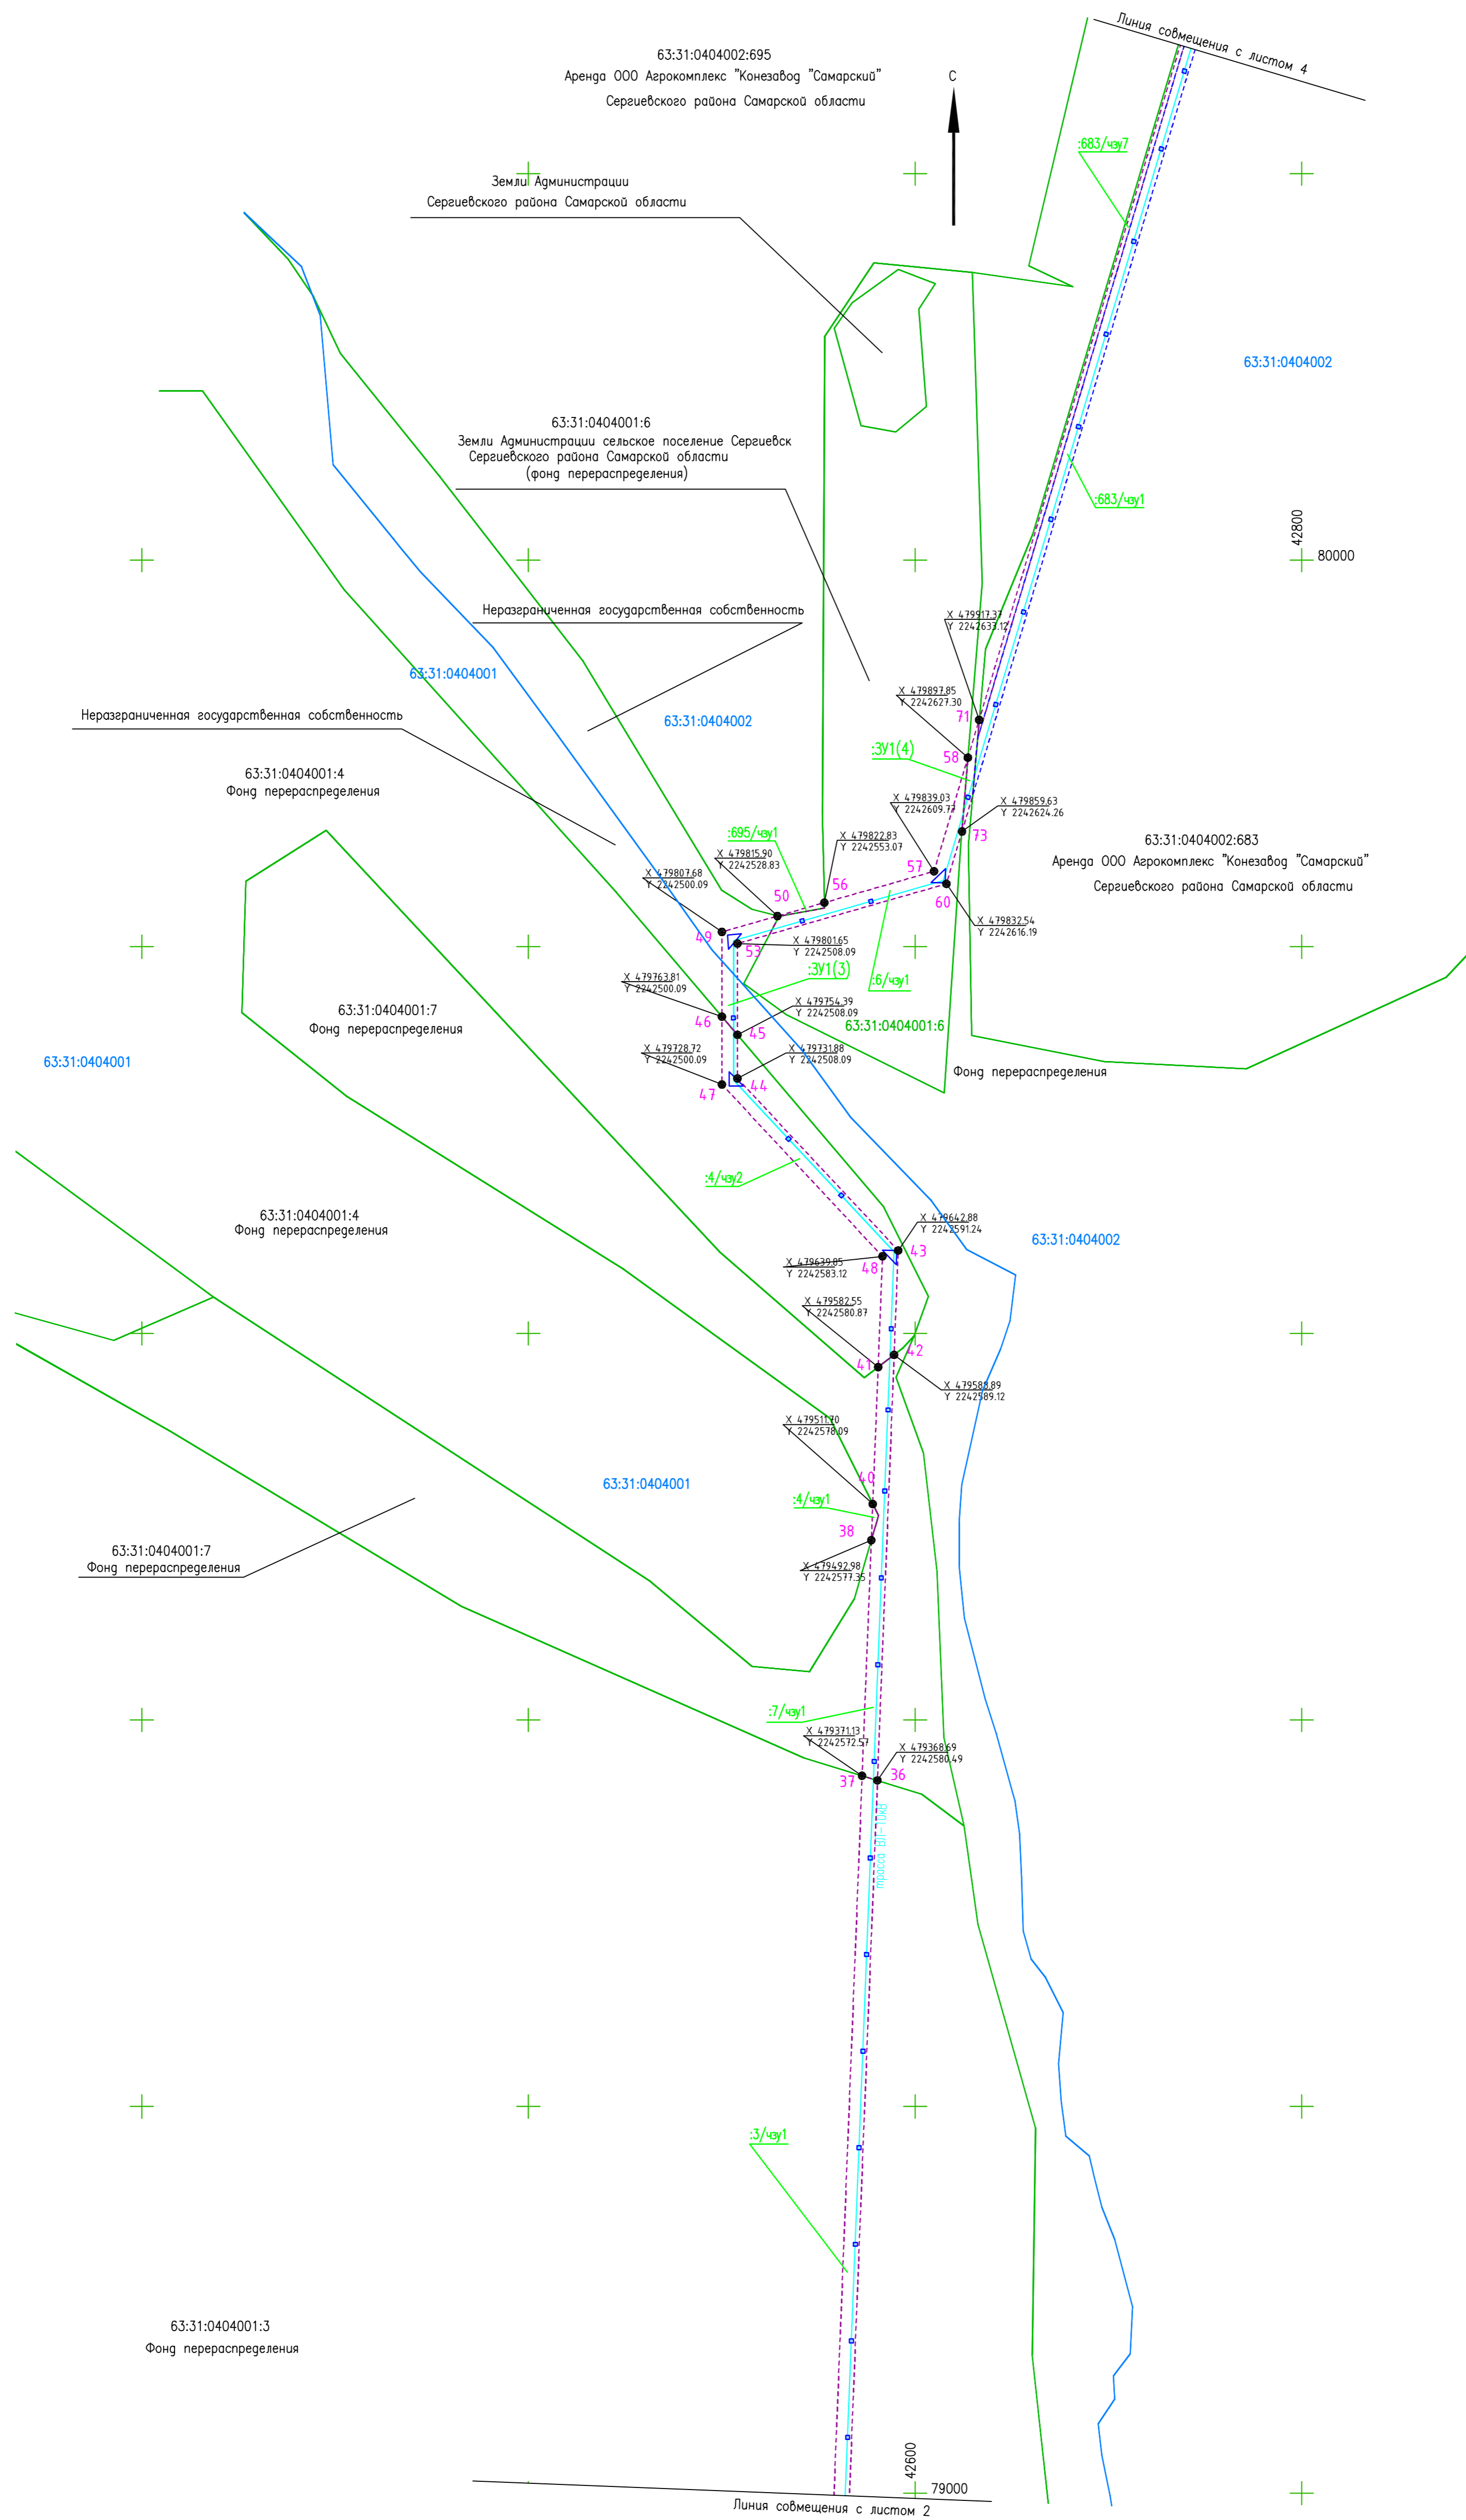 Линия совмещения с листом 4
63:31:0404002:695
Аренда ООО Агрокомплекс "Конезавод "Самарский"
Сергиевского района Самарской области
С
:683/чзу7
Земли Администрации
Сергиевского района Самарской области
63:31:0404002
63:31:0404001:6
Земли Администрации сельское поселение Сергиевск
Сергиевского района Самарской области
(фонд перераспределения)
:683/чзу1
42800
80000
Неразграниченная государственная собственность
X 479917.37
Y 2242633.12
63:31:0404001
X 479897.85
Y 2242627.30
71
Неразграниченная государственная собственность
63:31:0404002
:ЗУ1(4)
58
63:31:0404001:4
Фонд перераспределения
X 479839.03
Y 2242609.77
X 479859.63
Y 2242624.26
:695/чзу1
X 479822.83
Y 2242553.07
73
63:31:0404002:683
Аренда ООО Агрокомплекс "Конезавод "Самарский"
Сергиевского района Самарской области
X 479815.90
Y 2242528.83
X 479807.68
Y 2242500.09
57
56
50
60
X 479832.54
Y 2242616.19
49
53
X 479801.65
Y 2242508.09
:ЗУ1(3)
:6/чзу1
X 479763.81
Y 2242500.09
X 479754.39
Y 2242508.09
63:31:0404001:7
Фонд перераспределения
46
45
63:31:0404001:6
X 479728.72
Y 2242500.09
X 479731.88
Y 2242508.09
63:31:0404001
Фонд перераспределения
47
44
:4/чзу2
63:31:0404001:4
Фонд перераспределения
X 479642.88
Y 2242591.24
63:31:0404002
43
X 479639.85
Y 2242583.12
48
X 479582.55
Y 2242580.87
41
42
X 479588.89
Y 2242589.12
X 479511.70
Y 2242578.09
63:31:0404001
40
:4/чзу1
38
63:31:0404001:7
Фонд перераспределения
X 479492.98
Y 2242577.35
:7/чзу1
X 479371.13
Y 2242572.57
X 479368.69
Y 2242580.49
37
36
трасса ВЛ-10кВ
:3/чзу1
63:31:0404001:3
Фонд перераспределения
42600
79000
Линия совмещения с листом 2